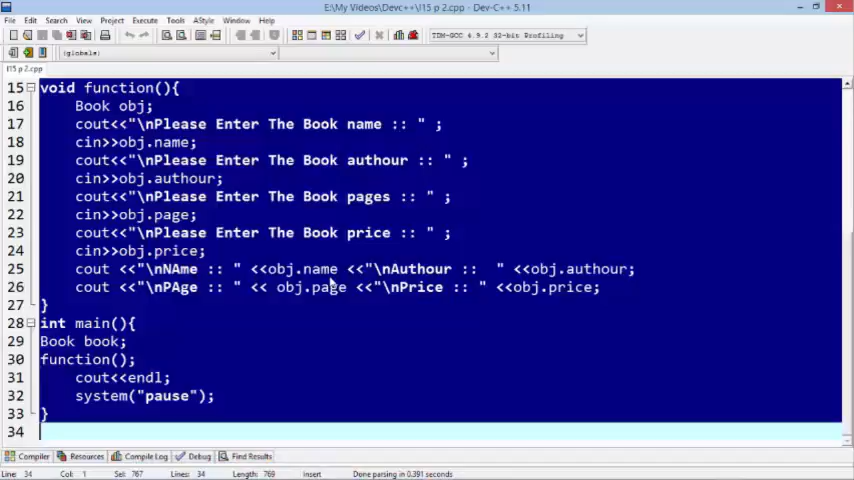 E:\My Videos\Devc++\l15 p 2.cpp - Dev-C++ 5.11
File Edit Search View Project Execute Tools AStyle Window Help
TDM-GCC 4.9.2 32-bit Profiling
(globals)
l15 p 2.cpp
15 void function(){
16 Book obj;
17 cout<<"\nPlease Enter The Book name :: " ;
18 cin>>obj.name;
19 cout<<"\nPlease Enter The Book authour :: " ;
20 cin>>obj.authour;
21 cout<<"\nPlease Enter The Book pages :: " ;
22 cin>>obj.page;
23 cout<<"\nPlease Enter The Book price :: " ;
24 cin>>obj.price;
25 cout <<"\nNAme :: " <<obj.name <<"\nAuthour ::  " <<obj.authour;
26 cout <<"\nPAge :: " << obj.page <<"\nPrice :: " <<obj.price;
27 }
28 int main(){
29 Book book;
30 function();
31 cout<<endl;
32 system("pause");
33 }
34
Compiler Resources Compile Log Debug Find Results
Line: 34 Col: 1 Sel: 767 Lines: 34 Length: 769 Insert Done parsing in 0.391 seconds